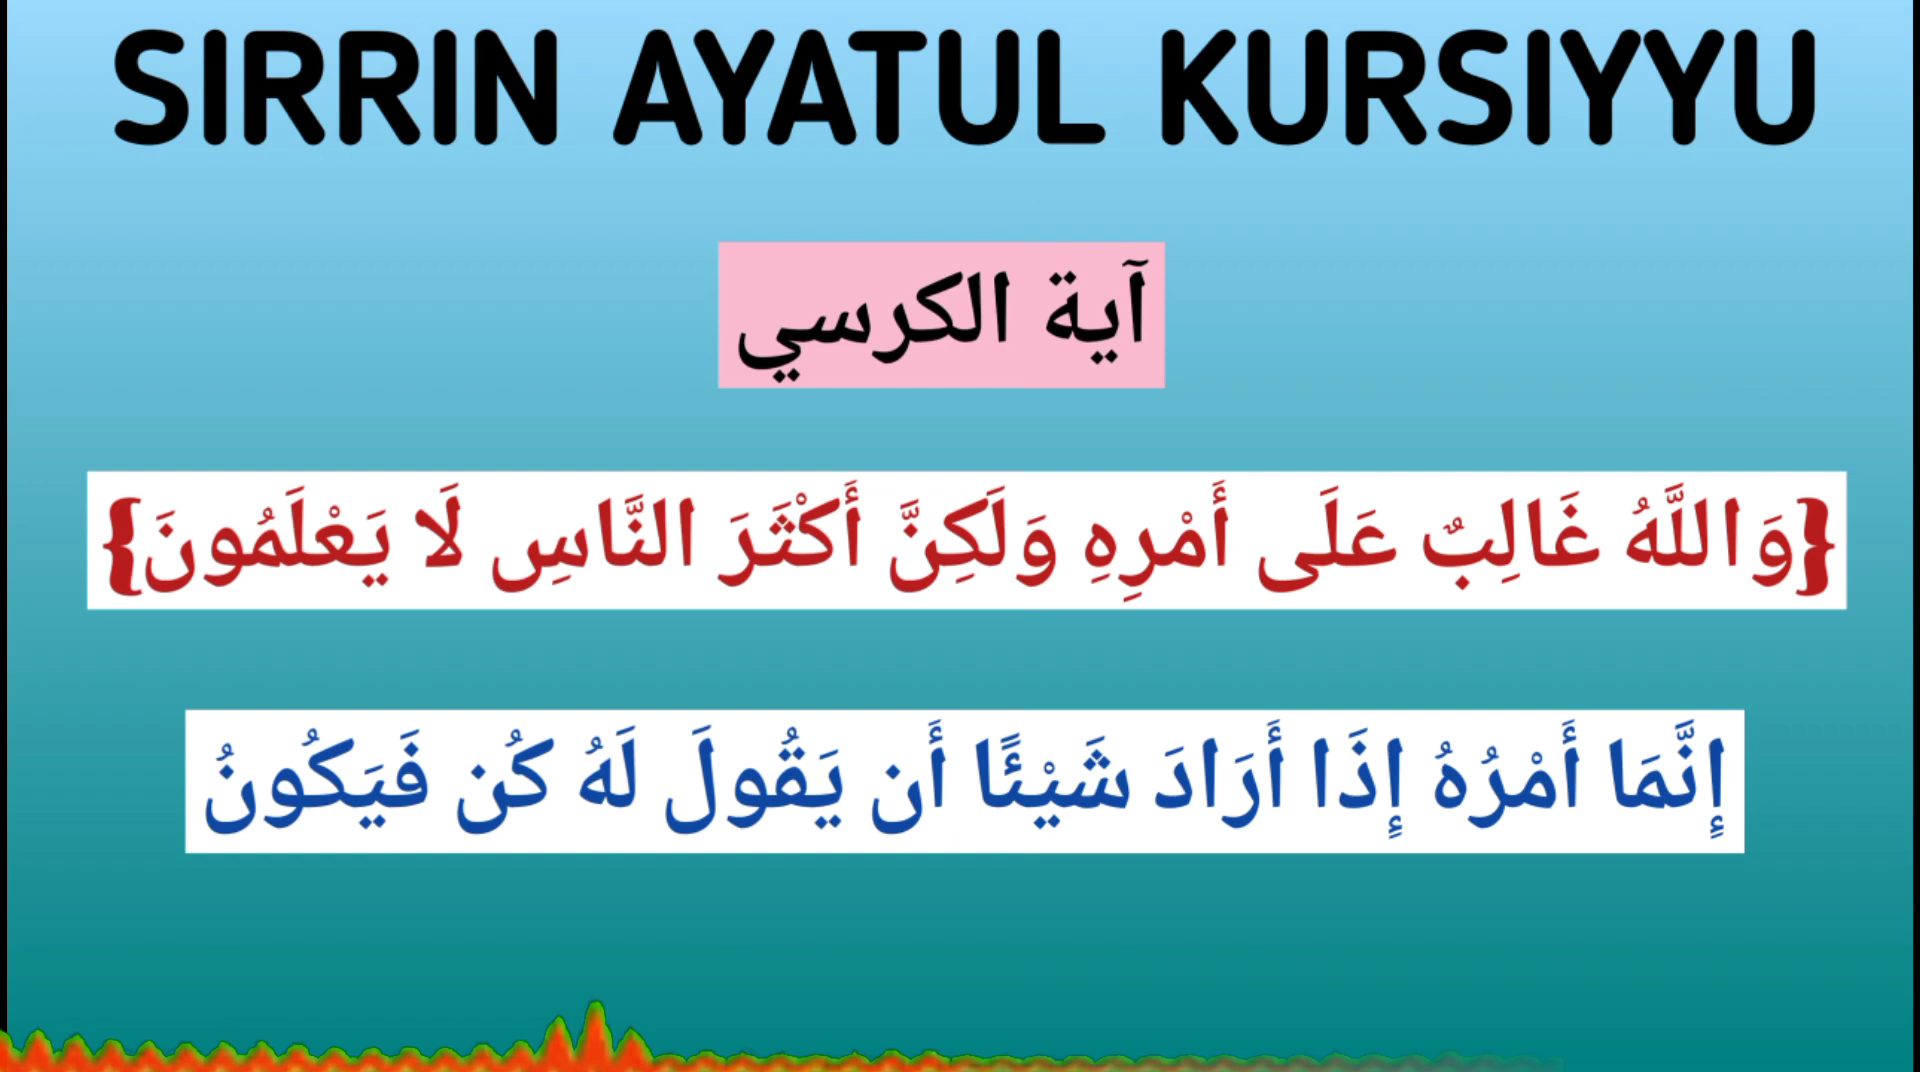 SIRRIN AYATUL KURSIYYU
آية الكرسي
{وَاللَّهُ غَالِبٌ عَلَى أَمْرِهِ وَلَكِنَّ أَكْثَرَ النَّاسِ لَا يَعْلَمُونَ}
إِنَّمَا أَمْرُهُ إِذَا أَرَادَ شَيْئًا أَن يَقُولَ لَهُ كُن فَيَكُونُ